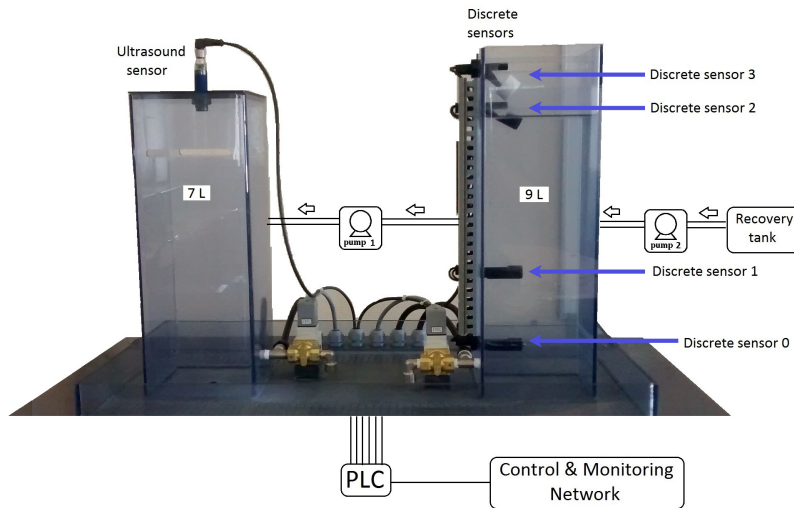 Discrete
sensors
Ultrasound
sensor
Discrete sensor 3
Discrete sensor 2
7 L
9 L
pump 1
pump 2
Recovery
tank
Discrete sensor 1
Discrete sensor 0
PLC
Control & Monitoring
Network